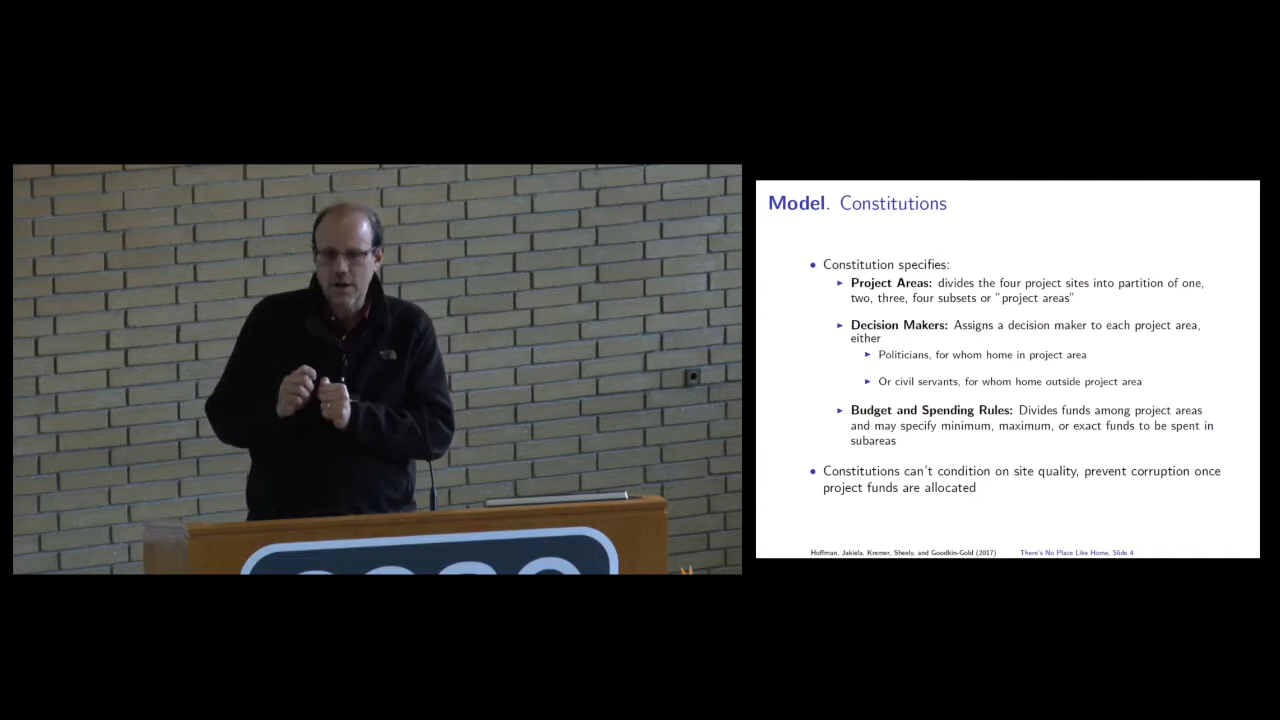 Model. Constitutions
• Constitution specifies:
▶ Project Areas: divides the four project sites into partition of one,
two, three, four subsets or "project areas"
▶ Decision Makers: Assigns a decision maker to each project area,
either
▶ Politicians, for whom home in project area
▶ Or civil servants, for whom home outside project area
▶ Budget and Spending Rules: Divides funds among project areas
and may specify minimum, maximum, or exact funds to be spent in
subareas
• Constitutions can't condition on site quality, prevent corruption once
project funds are allocated
Hoffman, Jakiela, Kremer, Sheely, and Goodkin-Gold (2017) There's No Place Like Home, Slide 4